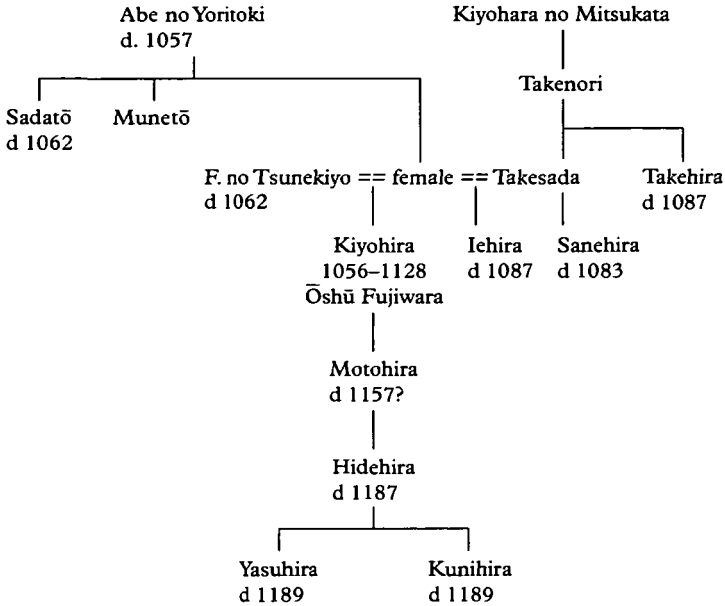 Abe no Yoritoki
d. 1057
Kiyohara no Mitsukata
Takenori
Sadatō
d 1062
Munetō
F. no Tsunekiyo == female == Takesada
d 1062
Takehira
d 1087
Kiyohira
1056–1128
Ōshū Fujiwara
Iehira
d 1087
Sanehira
d 1083
Motohira
d 1157?
Hidehira
d 1187
Yasuhira
d 1189
Kunihira
d 1189